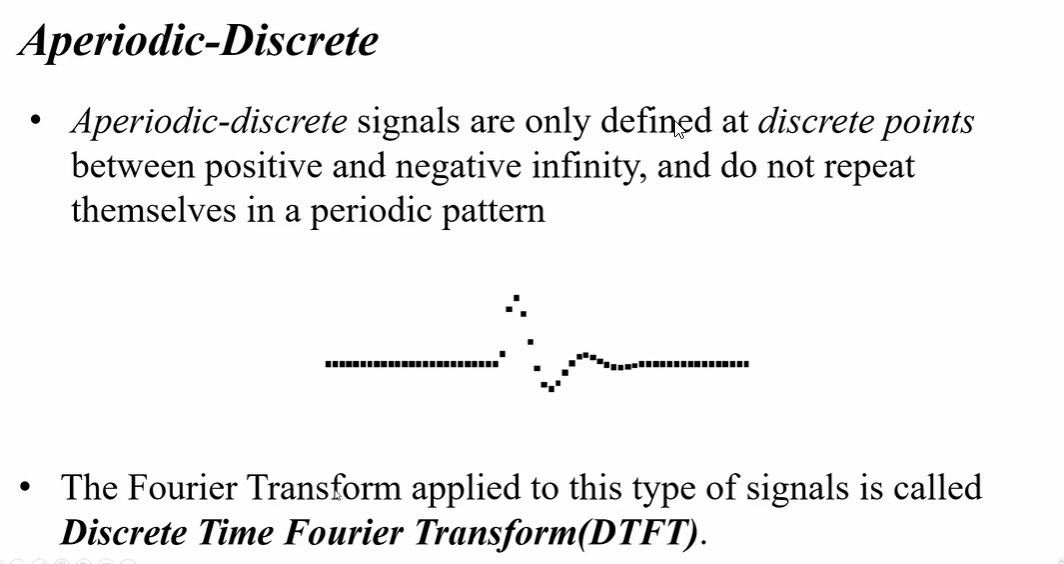 Aperiodic-Discrete
• Aperiodic-discrete signals are only defined at discrete points
between positive and negative infinity, and do not repeat
themselves in a periodic pattern
• The Fourier Transform applied to this type of signals is called
Discrete Time Fourier Transform(DTFT).